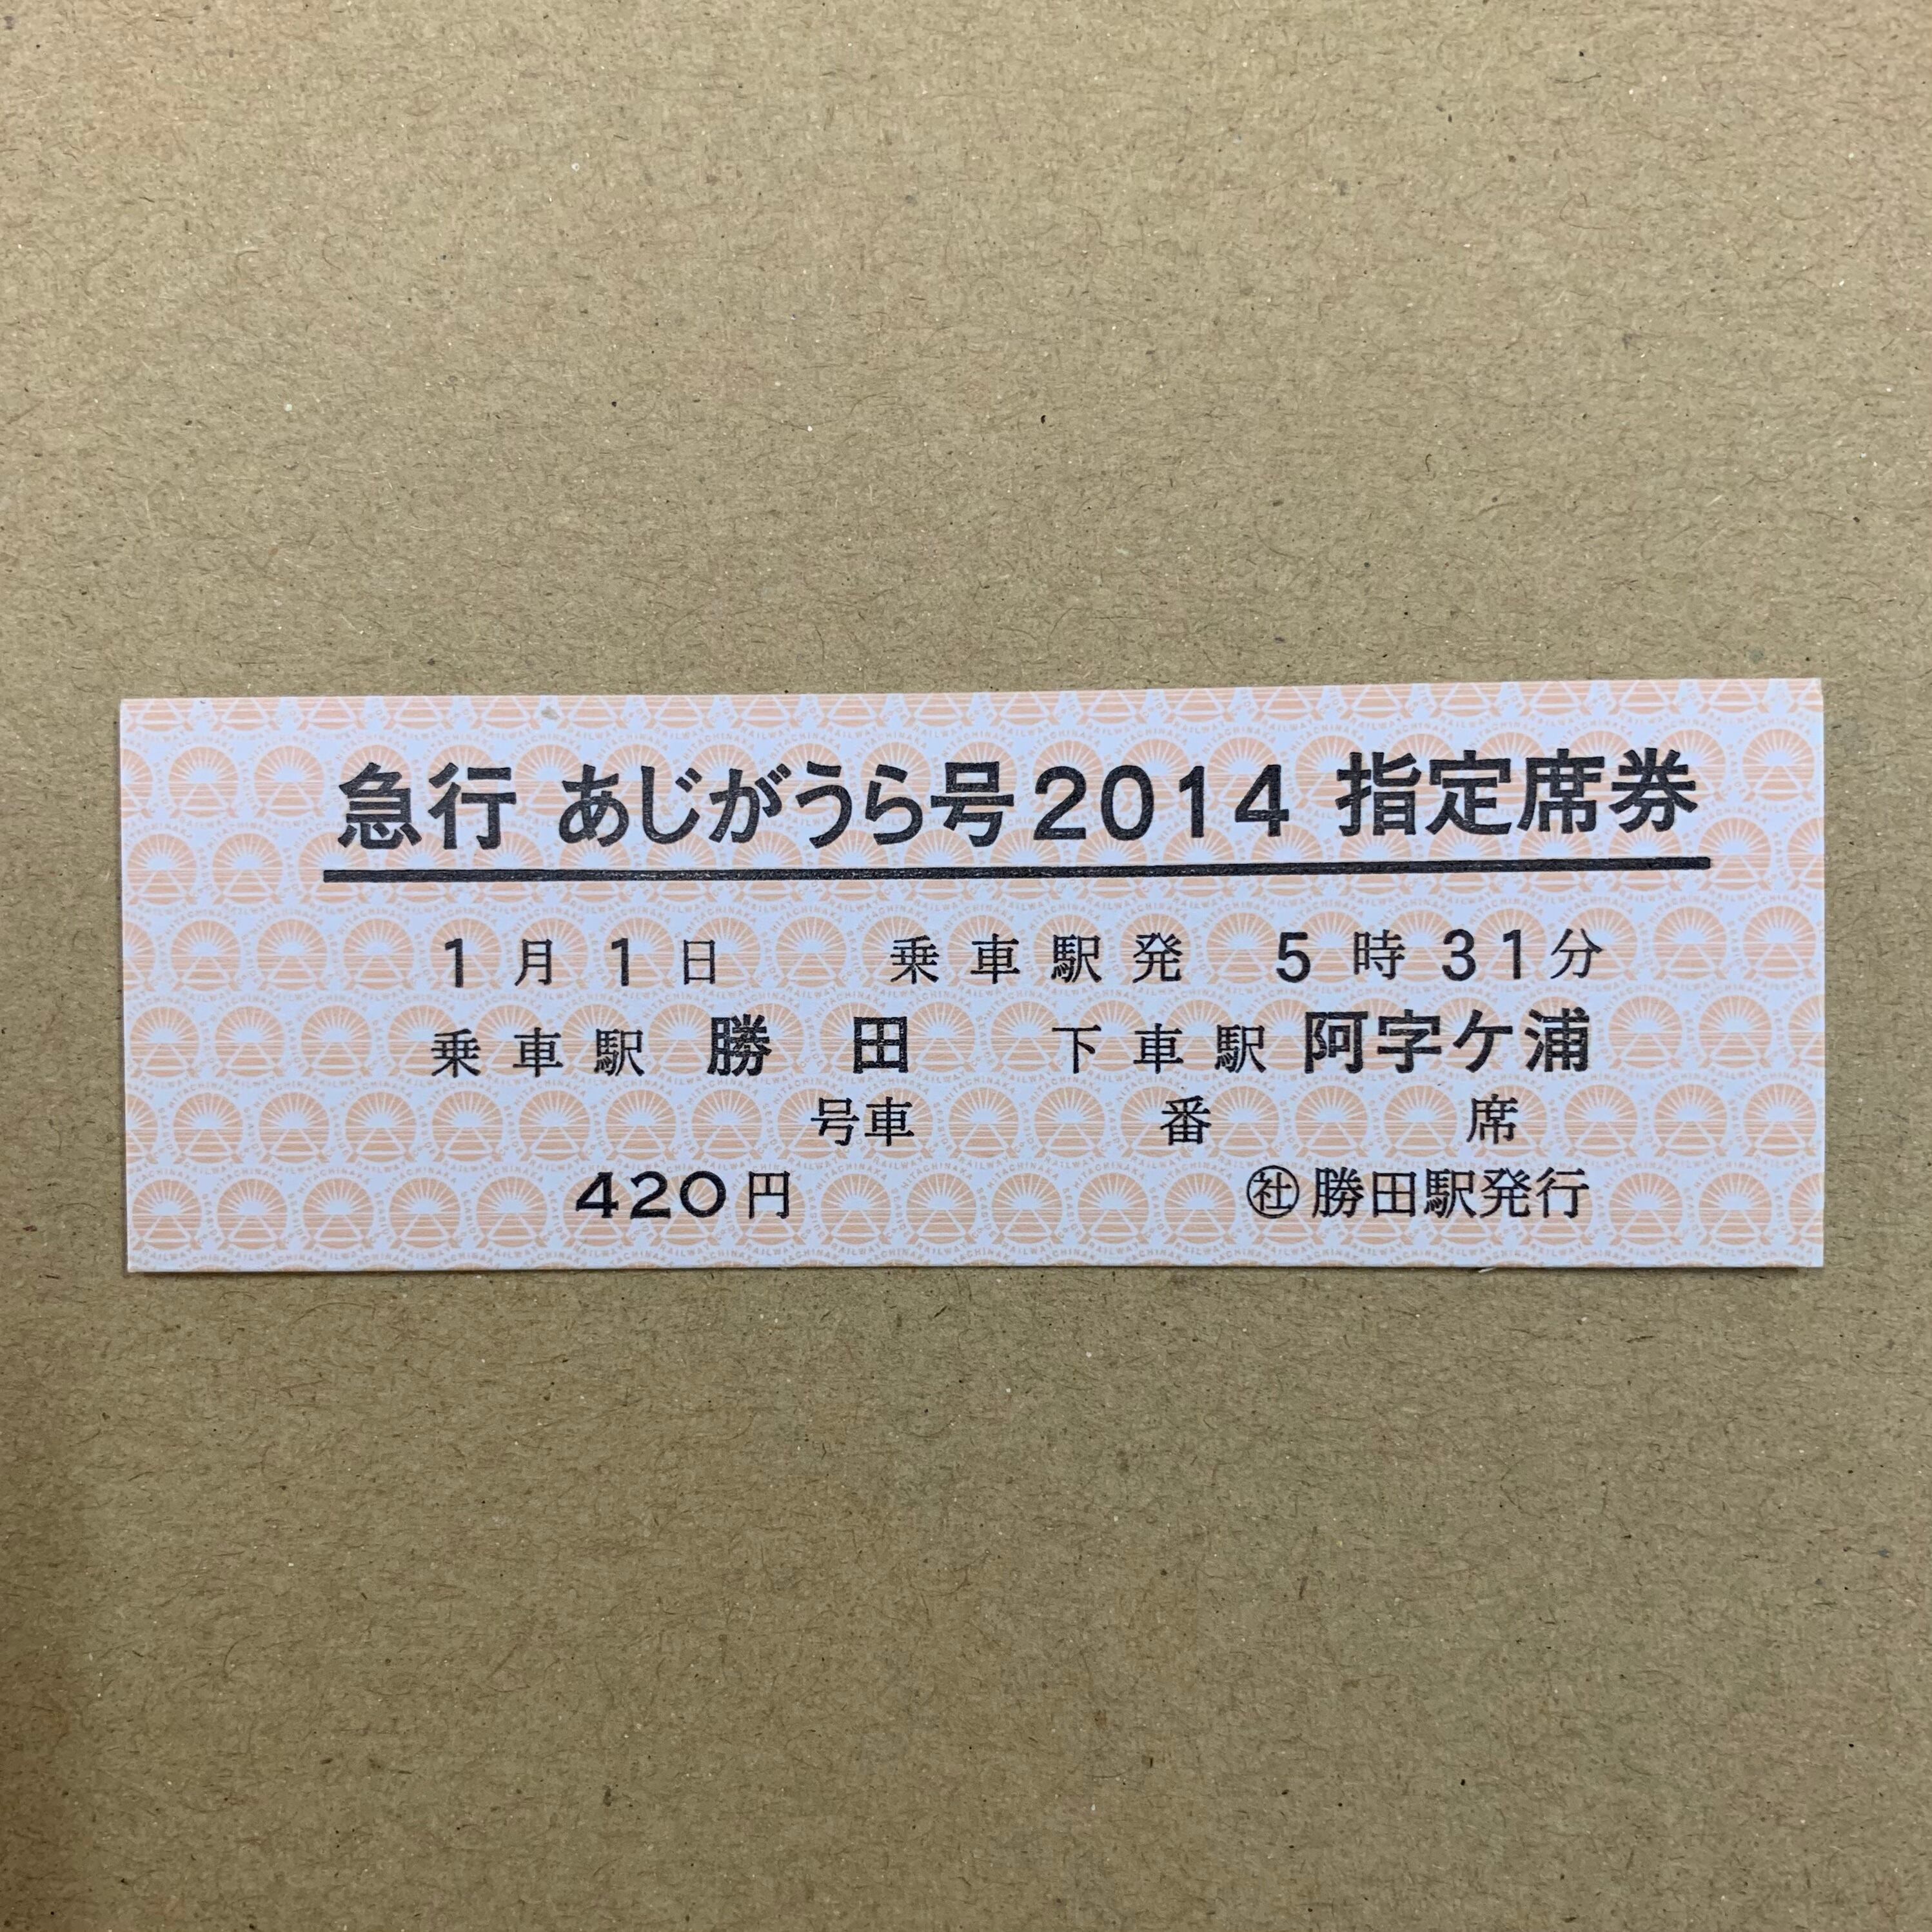 急行 あじがうら号2014 指定席券
1月1日 乗車駅発 5時31分
乗車駅 勝田 下車駅 阿字ケ浦
号車 番 席
420円 ㊓勝田駅発行